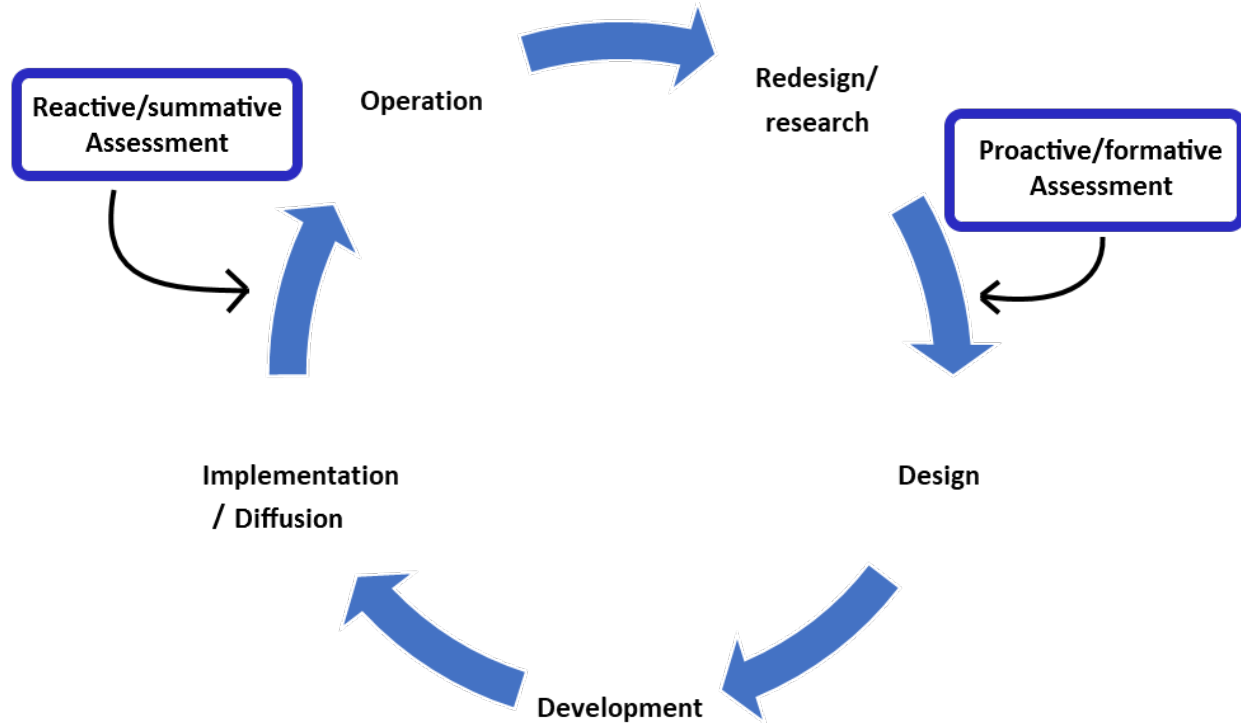 Reactive/summative
Assessment
Operation
Redesign/
research
Proactive/formative
Assessment
Implementation
/ Diffusion
Design
Development